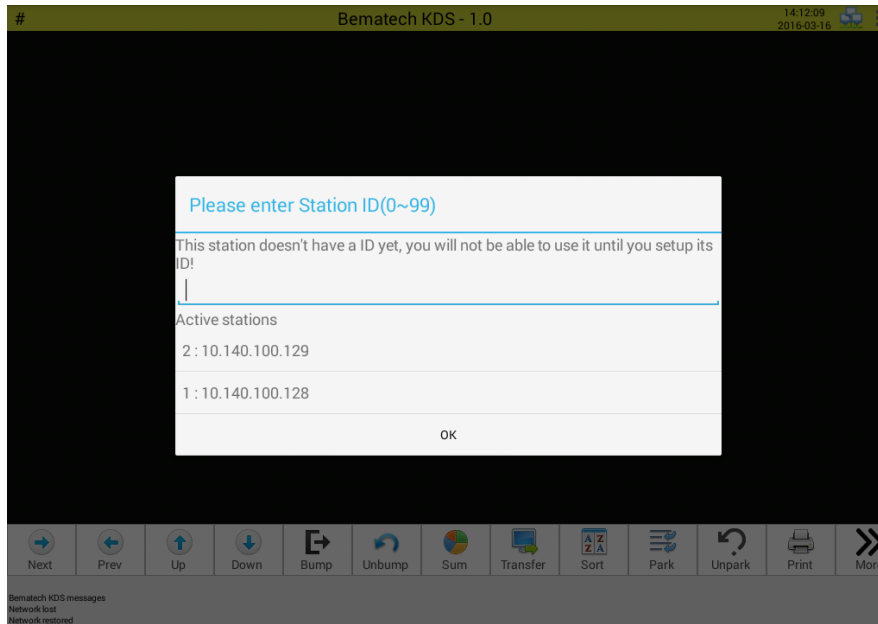 #
Bematech KDS - 1.0
14:12:09
2016-03-16
Please enter Station ID(0~99)
This station doesn't have a ID yet, you will not be able to use it until you setup its
ID!
Active stations
2 : 10.140.100.129
1 : 10.140.100.128
OK
Next Prev Up Down Bump Unbump Sum Transfer Sort Park Unpark Print Mor
Bematech KDS messages
Network lost
Network restored